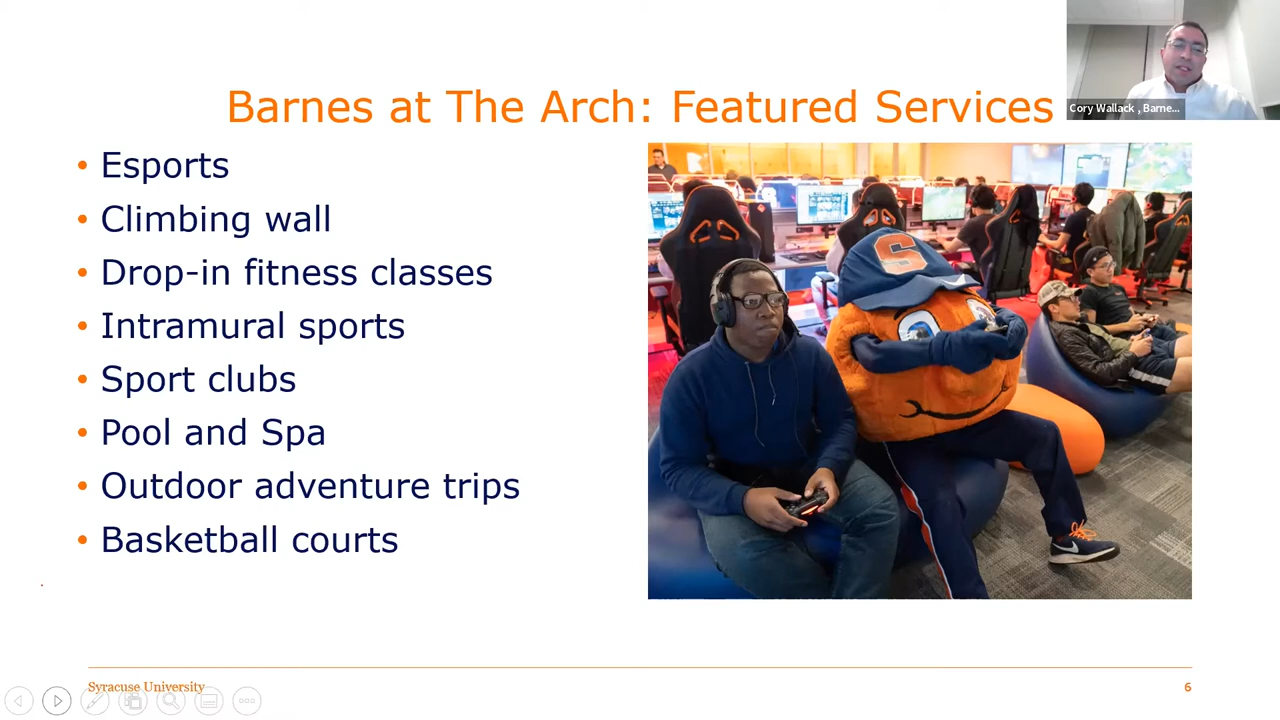 Barnes at The Arch: Featured Services
Cory Wallack , Barne...
• Esports
• Climbing wall
• Drop-in fitness classes
• Intramural sports
• Sport clubs
• Pool and Spa
• Outdoor adventure trips
• Basketball courts
S
Syracuse University
6